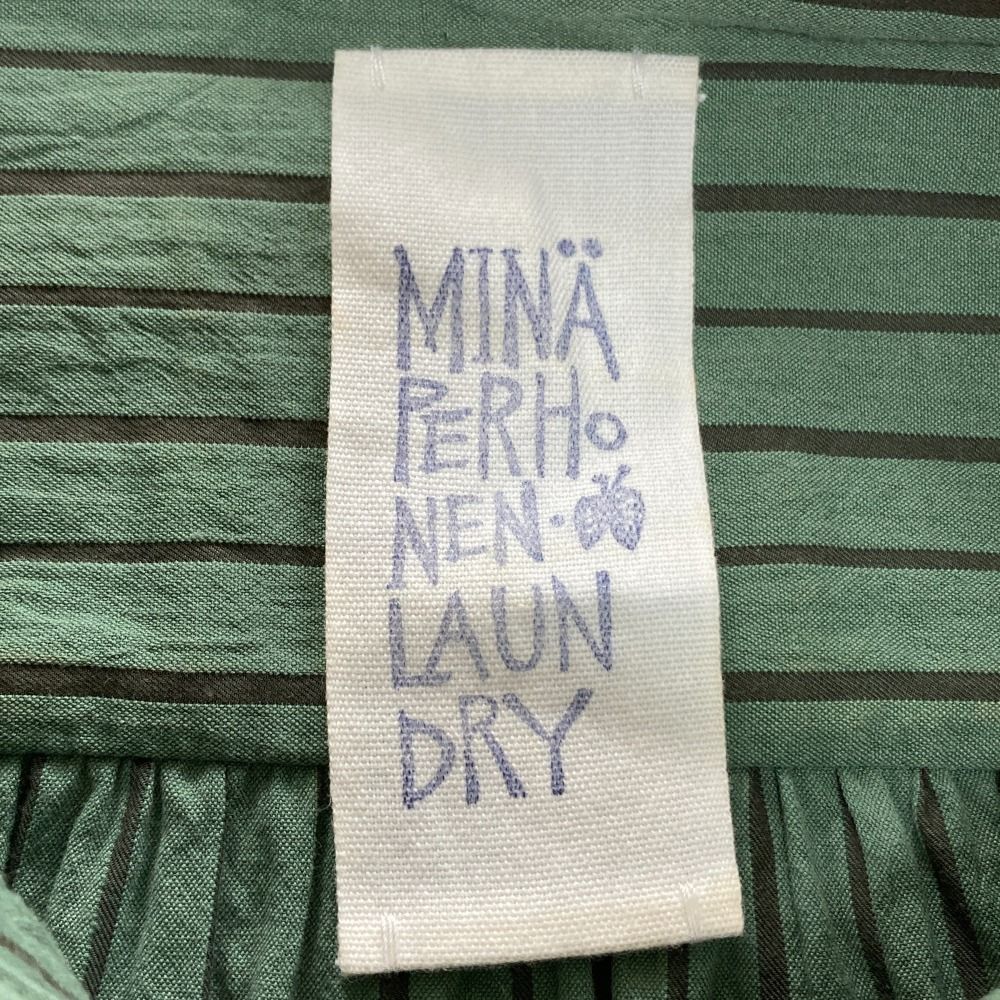 MINÄ
PERHO
NEN·
LAUN
DRY